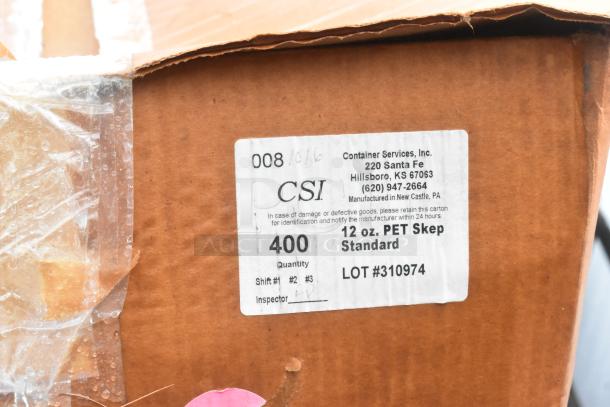 008 1016
CSI
Container Services, Inc.
220 Santa Fe
Hillsboro, KS 67063
(620) 947-2664
Manufactured in New Castle, PA
In case of damage or defective goods, please retain this carton
for identification and notify the manufacturer within 24 hours
400
Quantity
12 oz. PET Skep
Standard
LOT #310974
Shift #1 #2 #3
Inspector